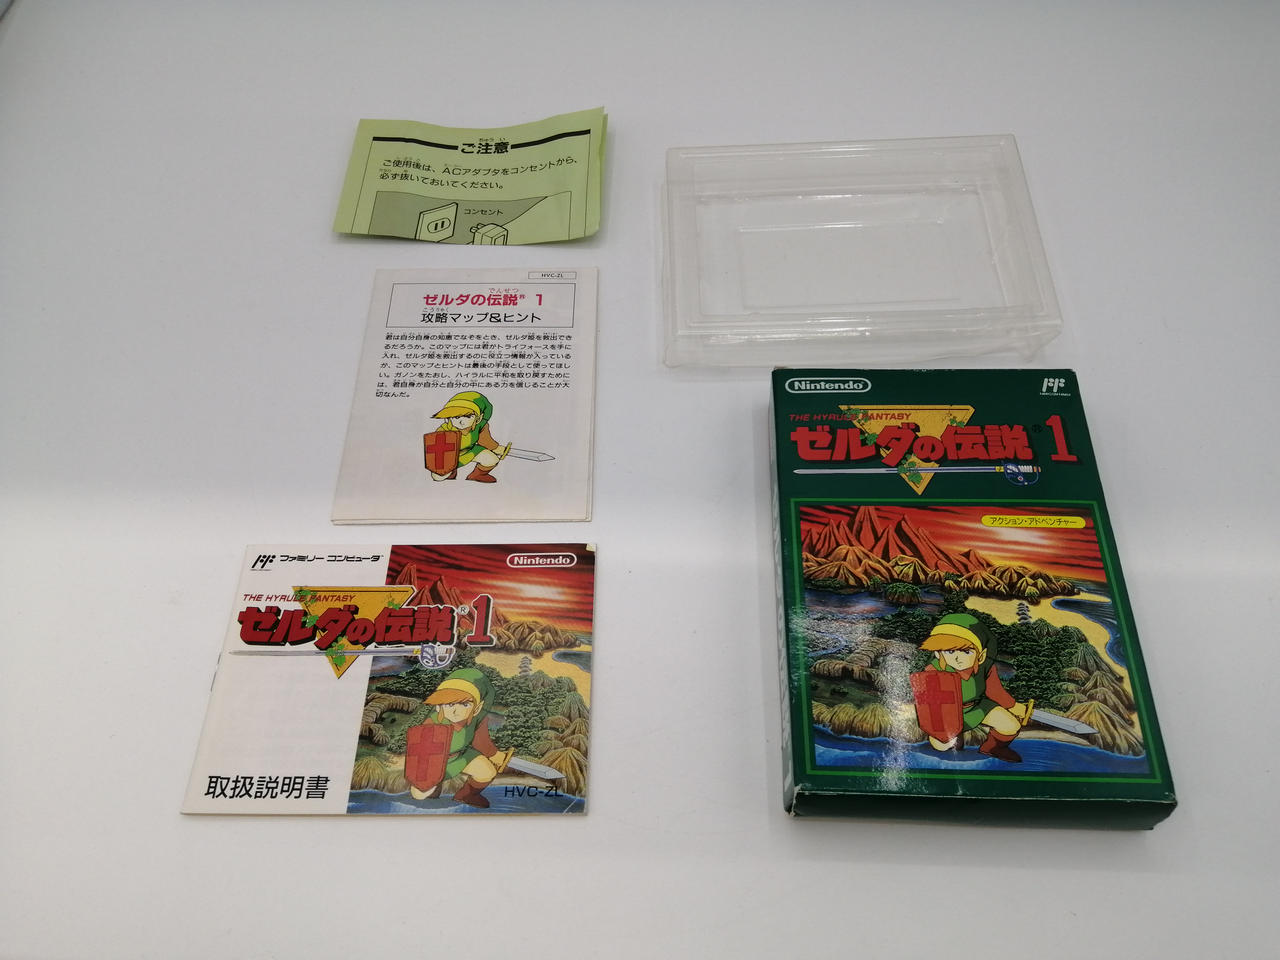 ご注意
ご使用後は、ACアダプタをコンセントから、
必ず抜いておいてください。
コンセント
HVC-ZL
でんせつ
ゼルダの伝説® 1
こうりゃく
攻略マップ&ヒント
君は自分自身の知恵でなぞをとき、ゼルダ姫を救出でき
るだろうか。このマップには君がトライフォースを手に
入れ、ゼルダ姫を救出するのに役立つ情報が入っている
が、このマップとヒントは最後の手段として使ってほし
い。ガノンをたおし、ハイラルに平和を取り戻すために
は、君自身が自分と自分の中にある力を信じることが大
切なんだ。
ファミリーコンピュータ
Nintendo
THE HYRULE FANTASY
ゼルダの伝説®1
取扱説明書
HVC-ZL
Nintendo
THE HYRULE FANTASY
ゼルダの伝説®1
アクション・アドベンチャー